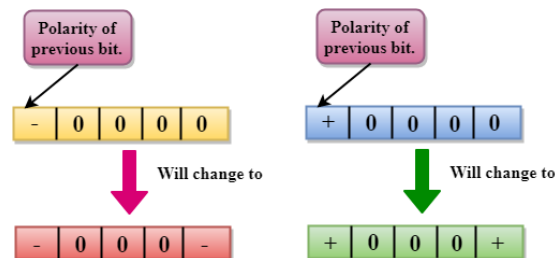 Polarity of
previous bit.
Polarity of
previous bit.
- 0 0 0 0
+ 0 0 0 0
Will change to
Will change to
- 0 0 0 -
+ 0 0 0 +